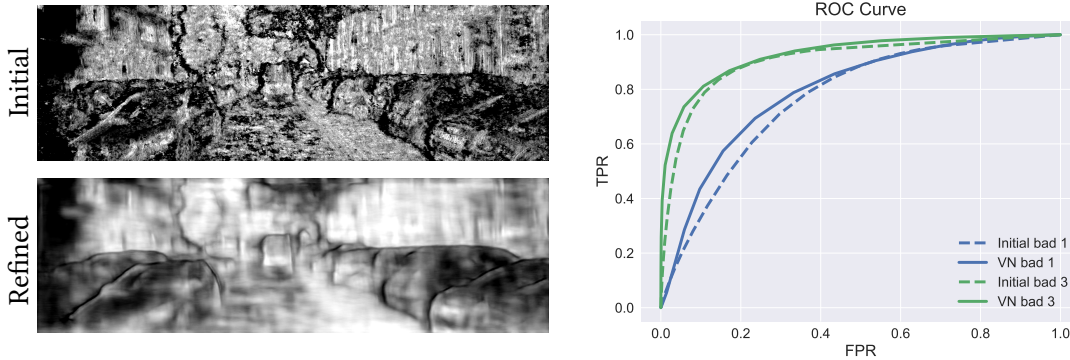 Initial
Refined
ROC Curve
TPR
1.0
0.8
0.6
0.4
0.2
0.0
0.0 0.2 0.4 0.6 0.8 1.0
FPR
Initial bad 1
VN bad 1
Initial bad 3
VN bad 3